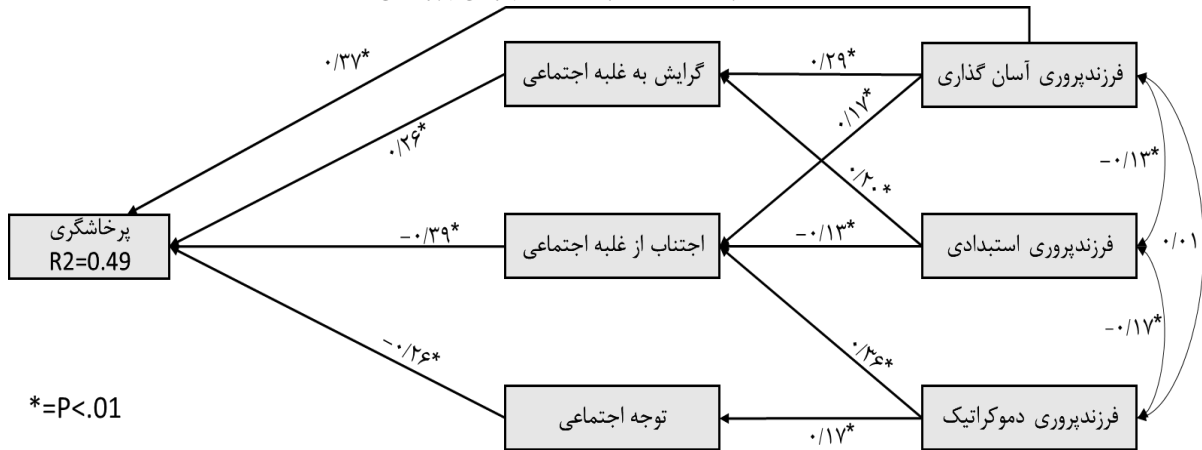 ۰/۳۷*
گرایش به غلبه اجتماعی
۰/۲۹*
فرزندپروری آسان گذاری
۰/۱۷*
۰/۲۶*
-۰/۱۳*
۰/۲۰*
پرخاشگری
R2=0.49
-۰/۳۹*
اجتناب از غلبه اجتماعی
-۰/۱۳*
فرزندپروری استبدادی
۰/۰۱
-۰/۱۷*
-۰/۲۶*
۰/۳۶*
*=P<.01
توجه اجتماعی
۰/۱۷*
فرزندپروری دموکراتیک